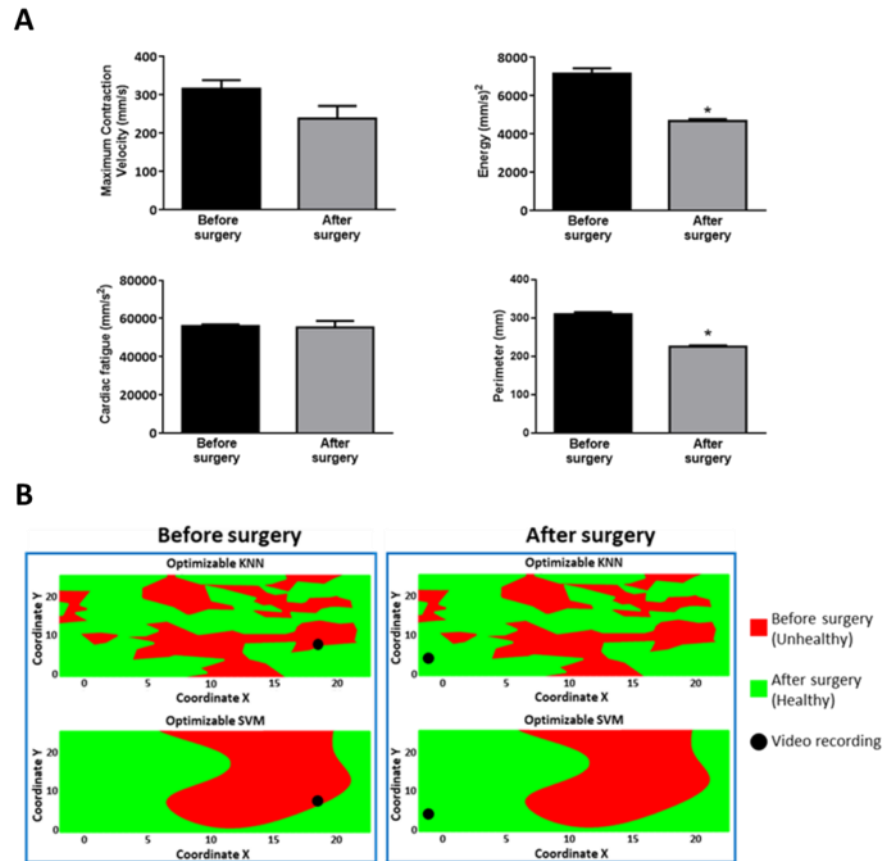 A
Maximum Contraction
Velocity (mm/s)
400
300
200
100
0
Before
surgery
After
surgery
Energy (mm/s)²
8000
6000
4000
2000
0
*
Before
surgery
After
surgery
Cardiac fatigue (mm/s²)
80000
60000
40000
20000
0
Before
surgery
After
surgery
Perimeter (mm)
400
300
200
100
0
*
Before
surgery
After
surgery
B
Before surgery
Optimizable KNN
Coordinate Y
20
10
0
0 5 10 15 20
Coordinate X
Optimizable SVM
Coordinate Y
20
10
0
0 5 10 15 20
Coordinate X
After surgery
Optimizable KNN
Coordinate Y
20
10
0
0 5 10 15 20
Coordinate X
Optimizable SVM
Coordinate Y
20
10
0
0 5 10 15 20
Coordinate X
Before surgery
(Unhealthy)
After surgery
(Healthy)
Video recording